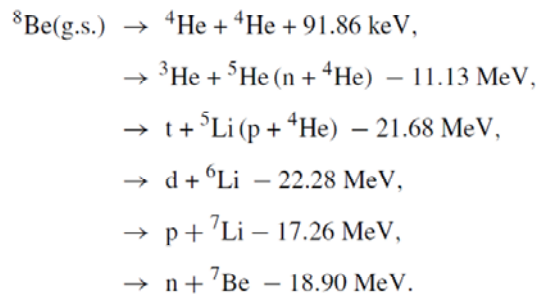 ⁸Be(g.s.) → ⁴He + ⁴He + 91.86 keV,
→ ³He + ⁵He (n + ⁴He) − 11.13 MeV,
→ t + ⁵Li (p + ⁴He) − 21.68 MeV,
→ d + ⁶Li − 22.28 MeV,
→ p + ⁷Li − 17.26 MeV,
→ n + ⁷Be − 18.90 MeV.